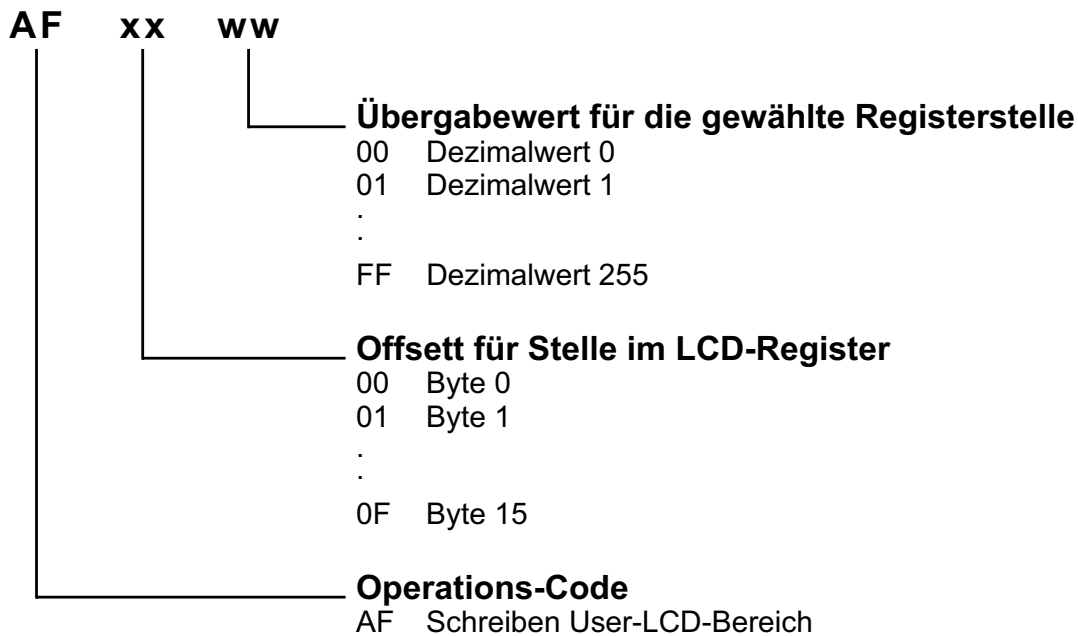 AF xx ww
Übergabewert für die gewählte Registerstelle
00 Dezimalwert 0
01 Dezimalwert 1
.
.
FF Dezimalwert 255
Offsett für Stelle im LCD-Register
00 Byte 0
01 Byte 1
.
.
0F Byte 15
Operations-Code
AF Schreiben User-LCD-Bereich